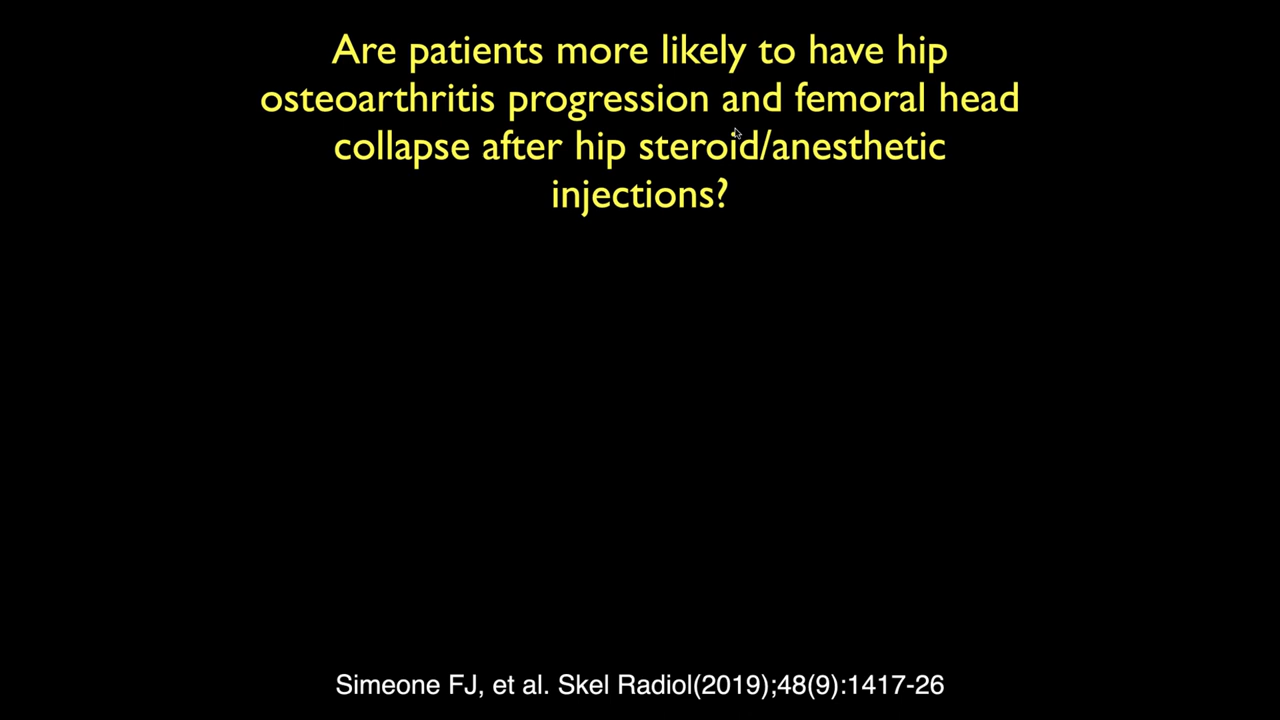 Are patients more likely to have hip
osteoarthritis progression and femoral head
collapse after hip steroid/anesthetic
injections?
Simeone FJ, et al. Skel Radiol(2019);48(9):1417-26